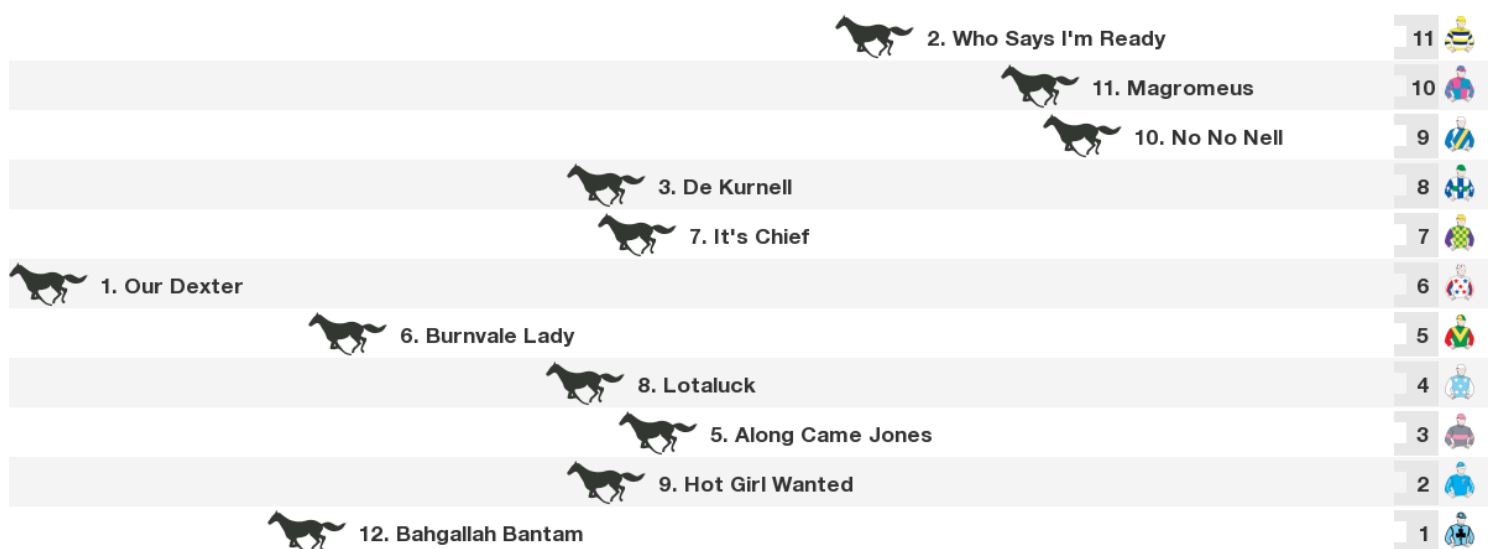 2. Who Says I'm Ready 11
11. Magromeus 10
10. No No Nell 9
3. De Kurnell 8
7. It's Chief 7
1. Our Dexter 6
6. Burnvale Lady 5
8. Lotaluck 4
5. Along Came Jones 3
9. Hot Girl Wanted 2
12. Bahgallah Bantam 1